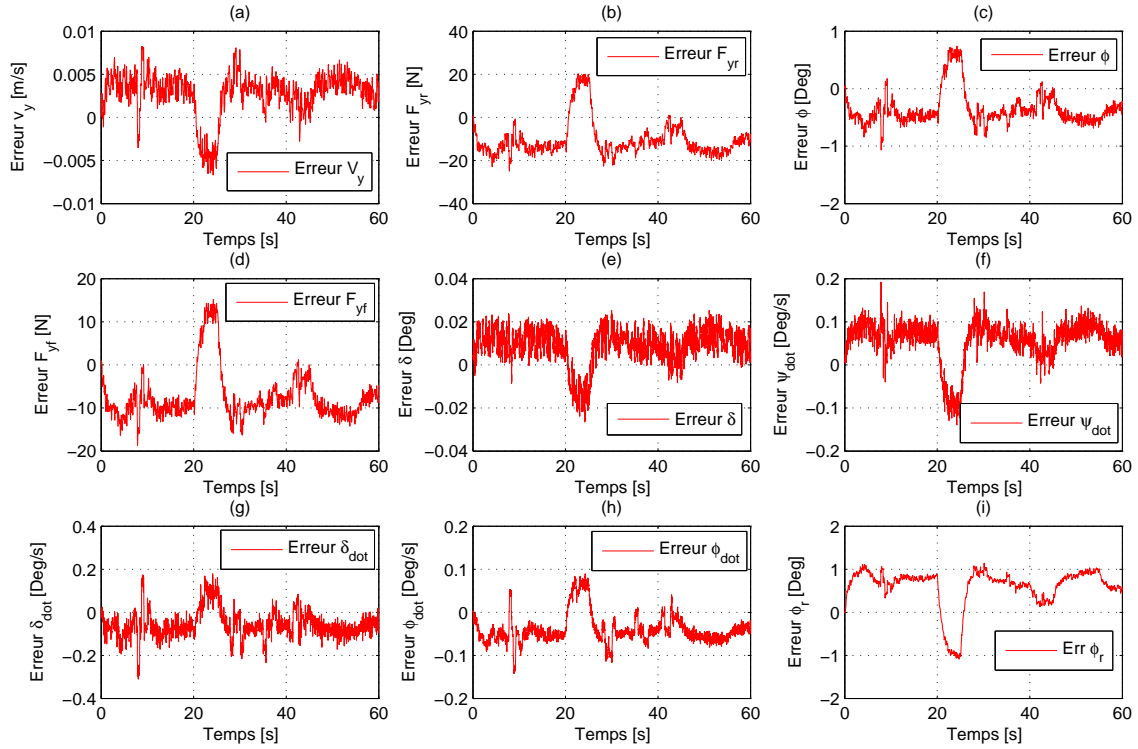 (a)
0.01
0.005
0
−0.005
−0.01
Erreur v_y [m/s]
Erreur V_y
0 20 40 60
Temps [s]
(b)
40
20
0
−20
−40
Erreur F_yr [N]
Erreur F_yr
0 20 40 60
Temps [s]
(c)
1
0
−1
2
Erreur ϕ [Deg]
Erreur ϕ
0 20 40 60
Temps [s]
(d)
20
10
0
−10
−20
Erreur F_yf [N]
Erreur F_yf
0 20 40 60
Temps [s]
(e)
0.04
0.02
0
−0.02
−0.04
Erreur δ [Deg]
Erreur δ
0 20 40 60
Temps [s]
(f)
0.2
0.1
0
−0.1
−0.2
Erreur ψ_dot [Deg/s]
Erreur ψ_dot
0 20 40 60
Temps [s]
(g)
0.4
0.2
0
−0.2
−0.4
Erreur δ_dot [Deg/s]
Erreur δ_dot
0 20 40 60
Temps [s]
(h)
0.2
0.1
0
−0.1
−0.2
Erreur ϕ_dot [Deg/s]
Erreur ϕ_dot
0 20 40 60
Temps [s]
(i)
2
1
0
−1
−2
Erreur ϕ_r [Deg]
Err ϕ_r
0 20 40 60
Temps [s]